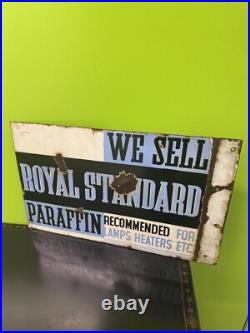 WE SELL
ROYAL STANDARD
PARAFFIN
RECOMMENDED FOR
LAMPS HEATERS ETC